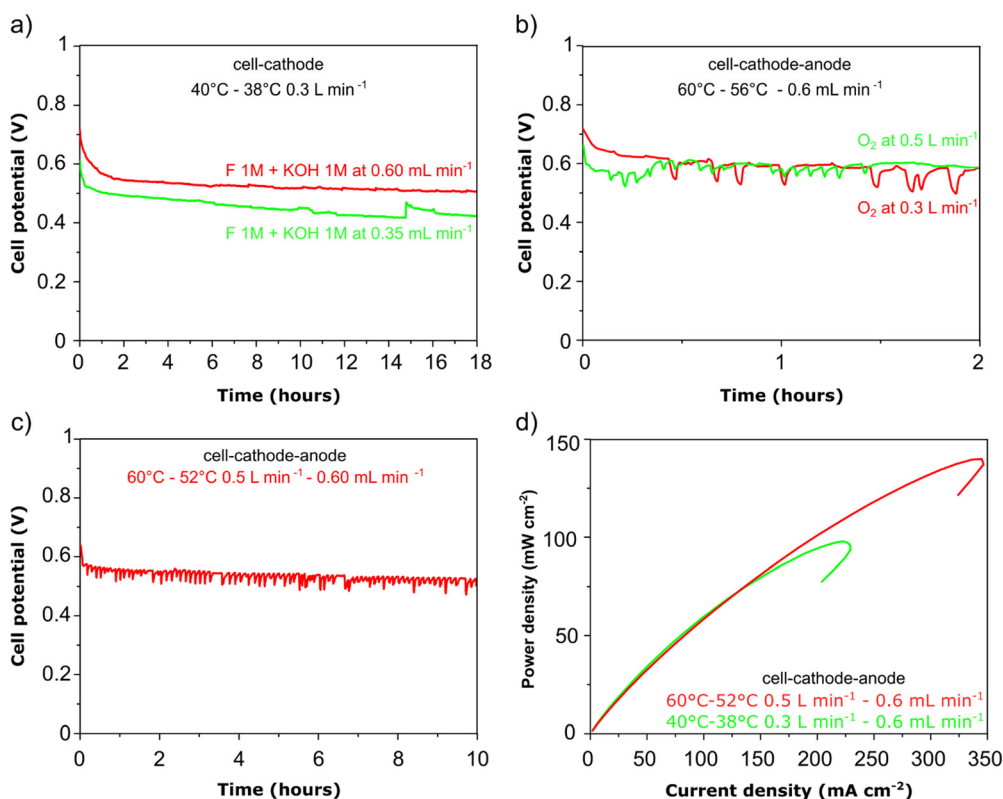 a)
1
0.8
0.6
0.4
0.2
0
Cell potential (V)
cell-cathode
40°C - 38°C 0.3 L min⁻¹
F 1M + KOH 1M at 0.60 mL min⁻¹
F 1M + KOH 1M at 0.35 mL min⁻¹
0 2 4 6 8 10 12 14 16 18
Time (hours)
b)
1
0.8
0.6
0.4
0.2
0
Cell potential (V)
cell-cathode-anode
60°C - 56°C - 0.6 mL min⁻¹
O₂ at 0.5 L min⁻¹
O₂ at 0.3 L min⁻¹
0 1 2
Time (hours)
c)
1
0.8
0.6
0.4
0.2
0
Cell potential (V)
cell-cathode-anode
60°C - 52°C 0.5 L min⁻¹ - 0.60 mL min⁻¹
0 2 4 6 8 10
Time (hours)
d)
150
100
50
0
Power density (mW cm⁻²)
cell-cathode-anode
60°C-52°C 0.5 L min⁻¹ - 0.6 mL min⁻¹
40°C-38°C 0.3 L min⁻¹ - 0.6 mL min⁻¹
0 50 100 150 200 250 300 350
Current density (mA cm⁻²)